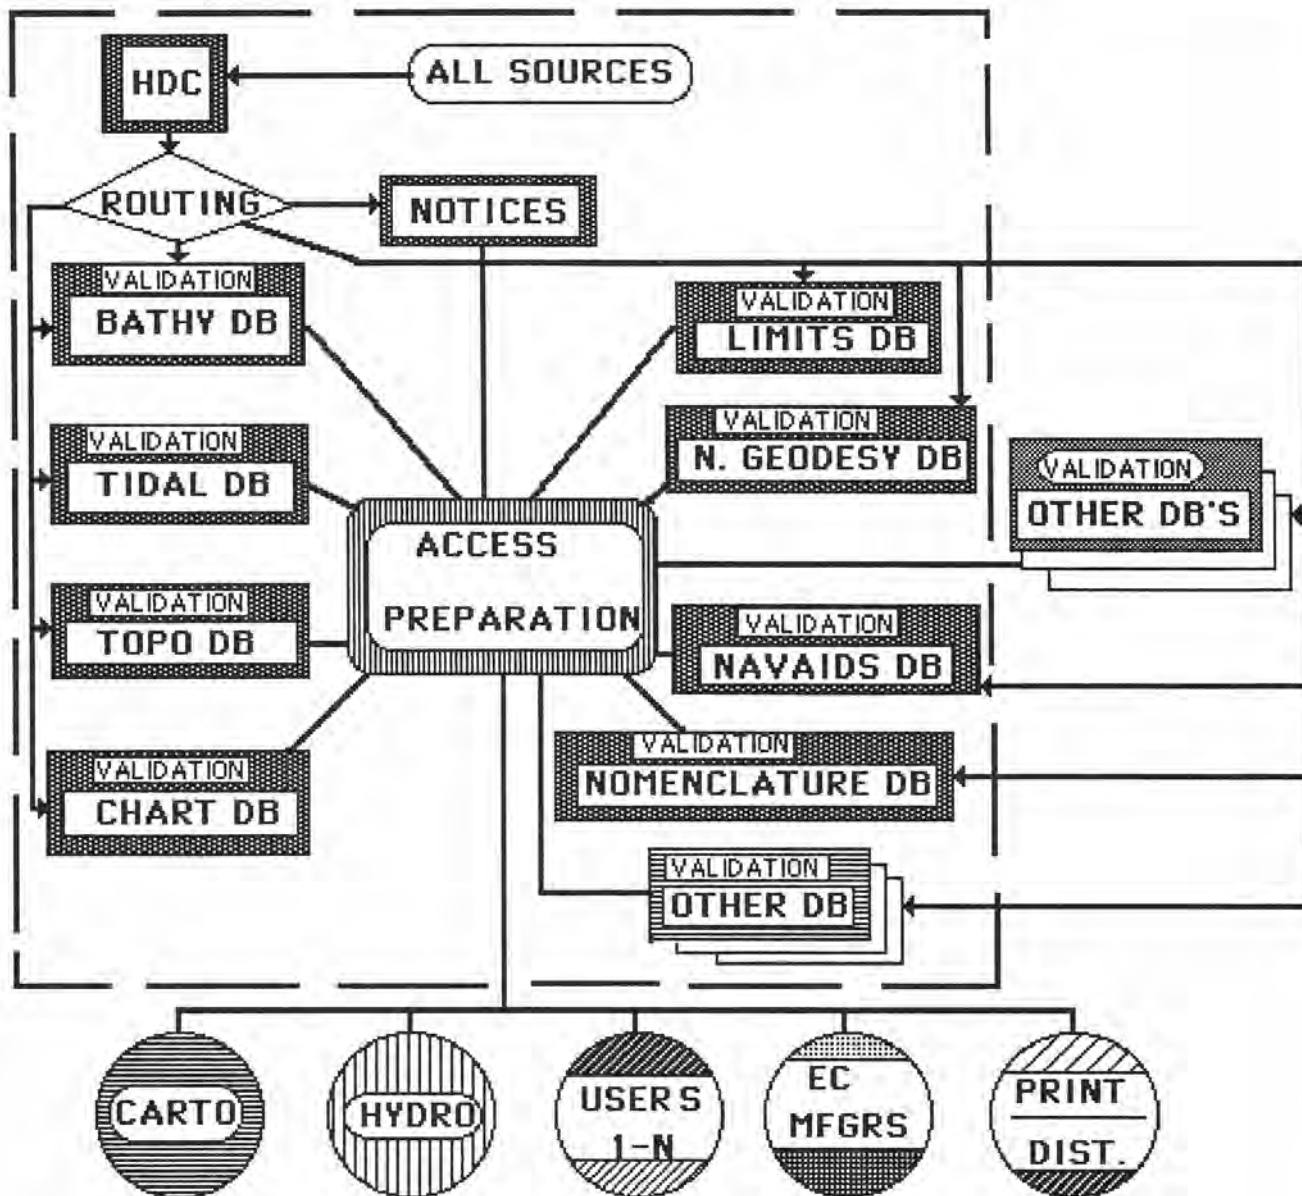 HDC
ALL SOURCES
ROUTING
NOTICES
VALIDATION
BATHY DB
VALIDATION
LIMITS DB
VALIDATION
TIDAL DB
VALIDATION
N. GEODESY DB
VALIDATION
OTHER DB'S
ACCESS
PREPARATION
VALIDATION
TOPO DB
VALIDATION
NAVAIDS DB
VALIDATION
CHART DB
VALIDATION
NOMENCLATURE DB
VALIDATION
OTHER DB
CARTO
HYDRO
USERS
1-N
EC
MFGRS
PRINT
DIST.